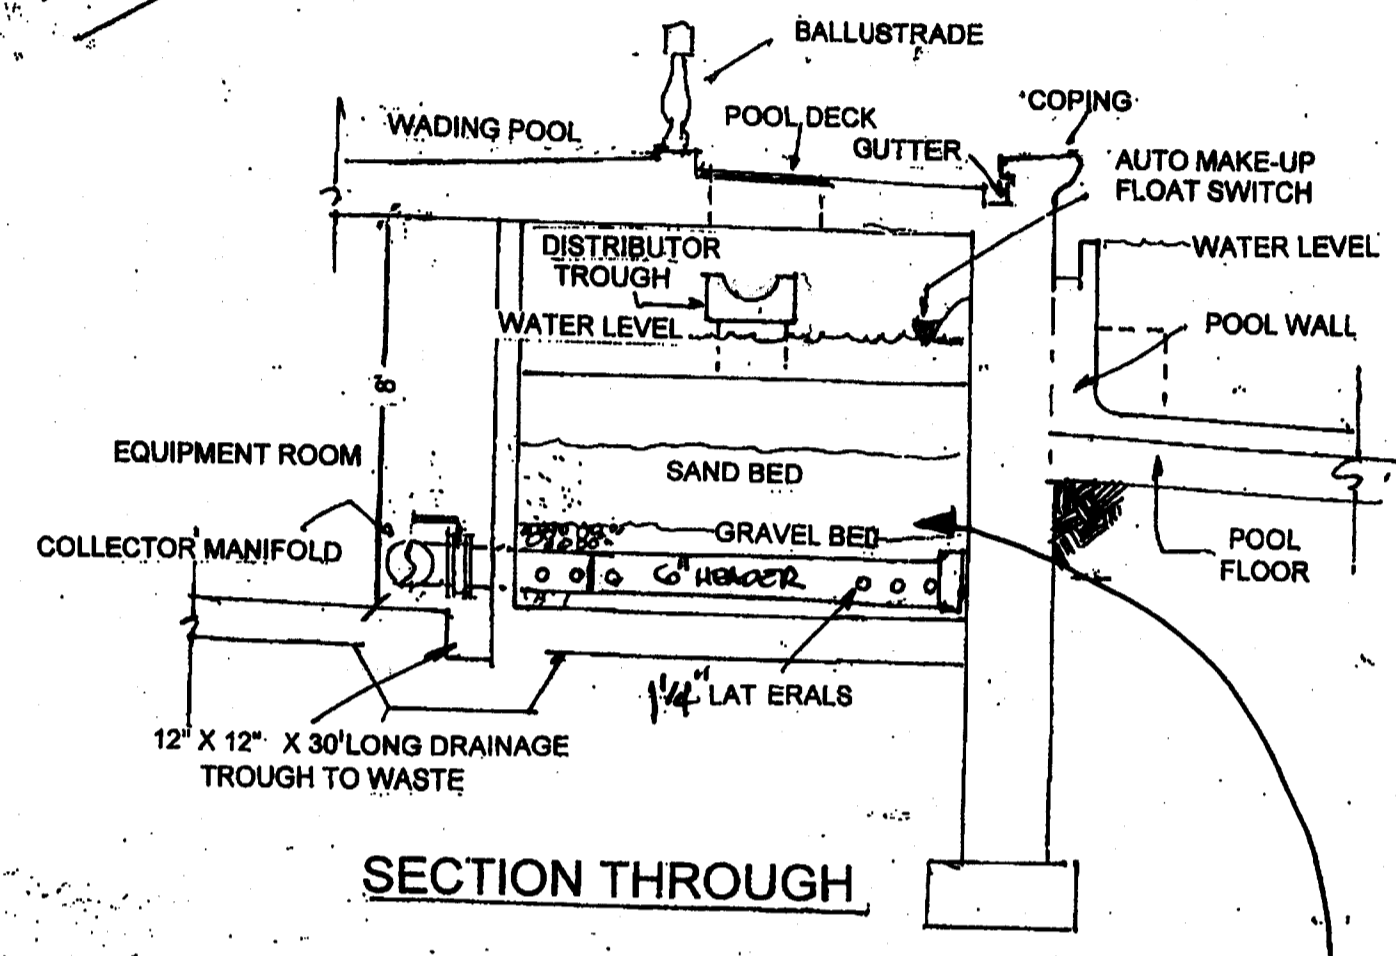 BALLUSTRADE
COPING
WADING POOL
POOL DECK
GUTTER
AUTO MAKE-UP
FLOAT SWITCH
DISTRIBUTOR
TROUGH
WATER LEVEL
WATER LEVEL
POOL WALL
8
EQUIPMENT ROOM
SAND BED
COLLECTOR MANIFOLD
GRAVEL BED
POOL
FLOOR
6" HEADER
1 1/4" LAT ERALS
12" X 12" X 30' LONG DRAINAGE
TROUGH TO WASTE
SECTION THROUGH